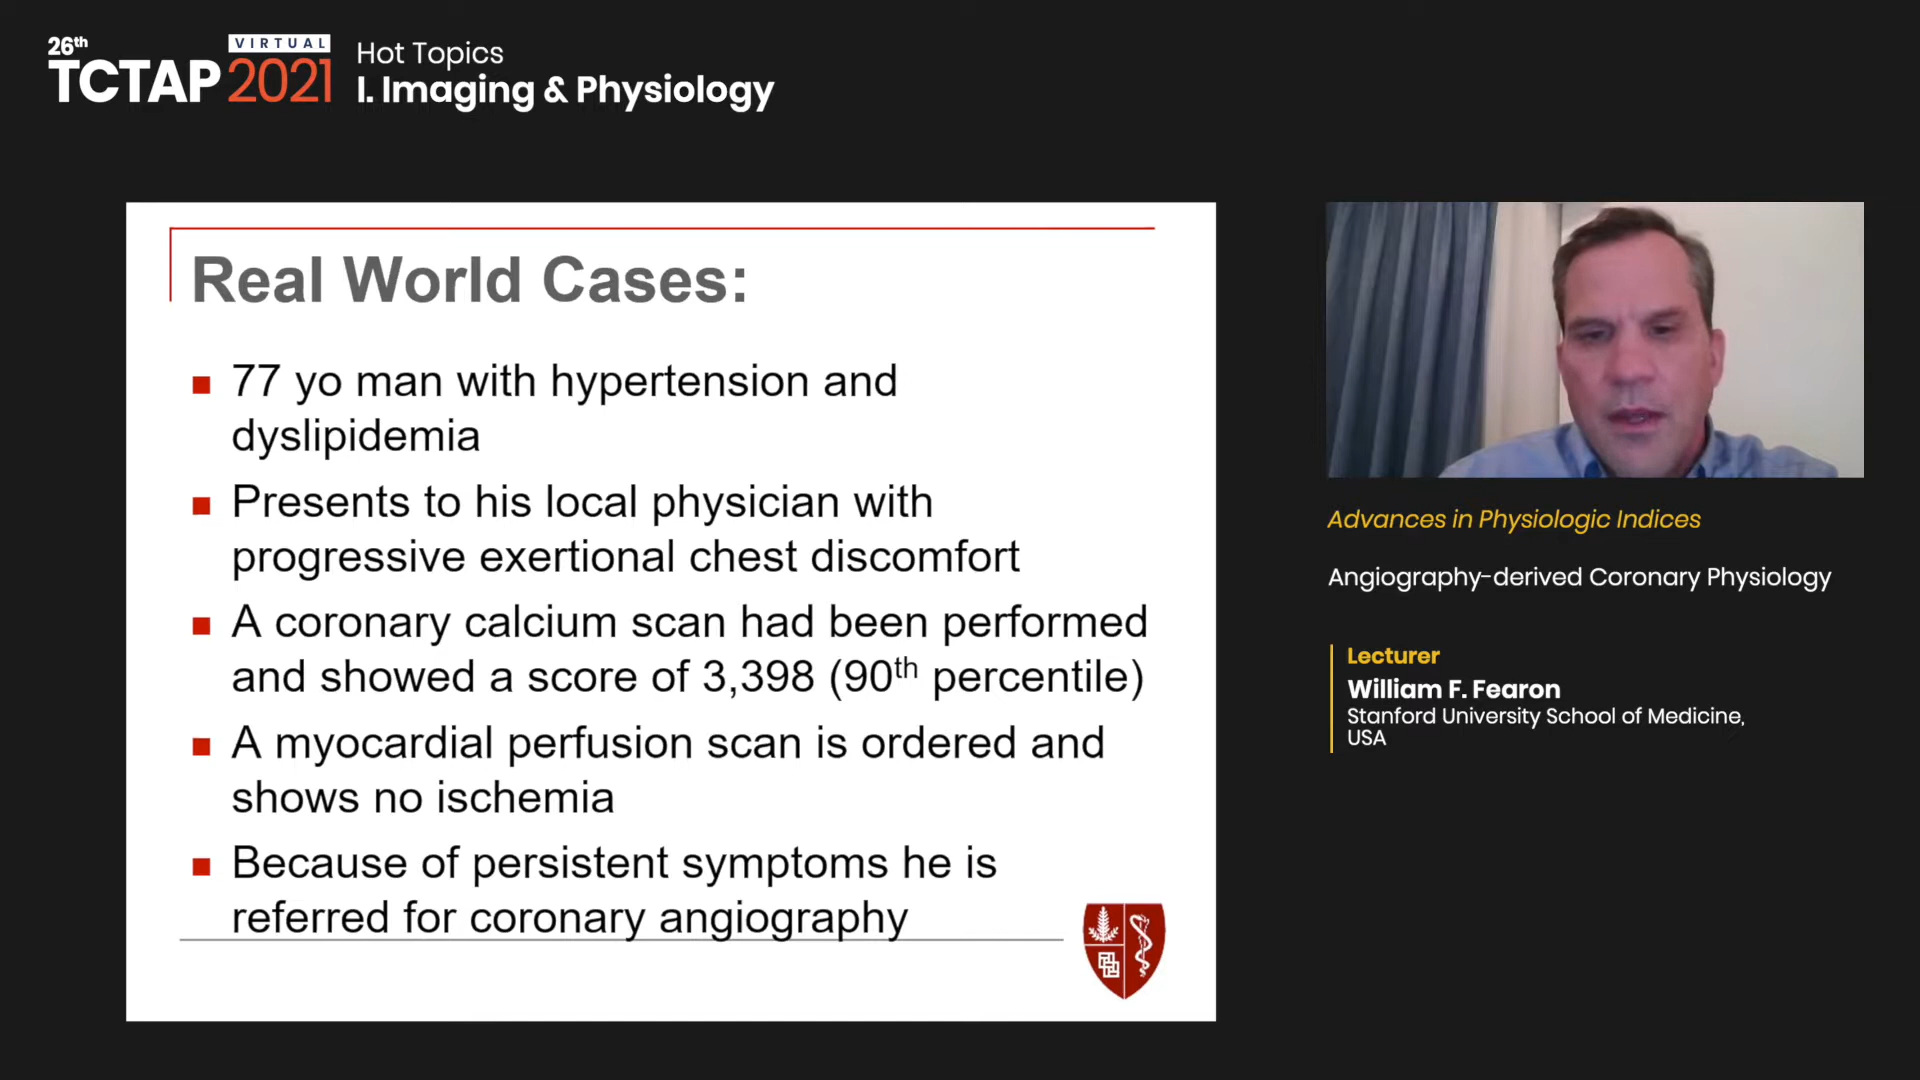 26th
VIRTUAL
TCTAP 2021
Hot Topics
I. Imaging & Physiology
Real World Cases:
77 yo man with hypertension and
dyslipidemia
Presents to his local physician with
progressive exertional chest discomfort
A coronary calcium scan had been performed
and showed a score of 3,398 (90th percentile)
A myocardial perfusion scan is ordered and
shows no ischemia
Because of persistent symptoms he is
referred for coronary angiography
Advances in Physiologic Indices
Angiography-derived Coronary Physiology
Lecturer
William F. Fearon
Stanford University School of Medicine,
USA